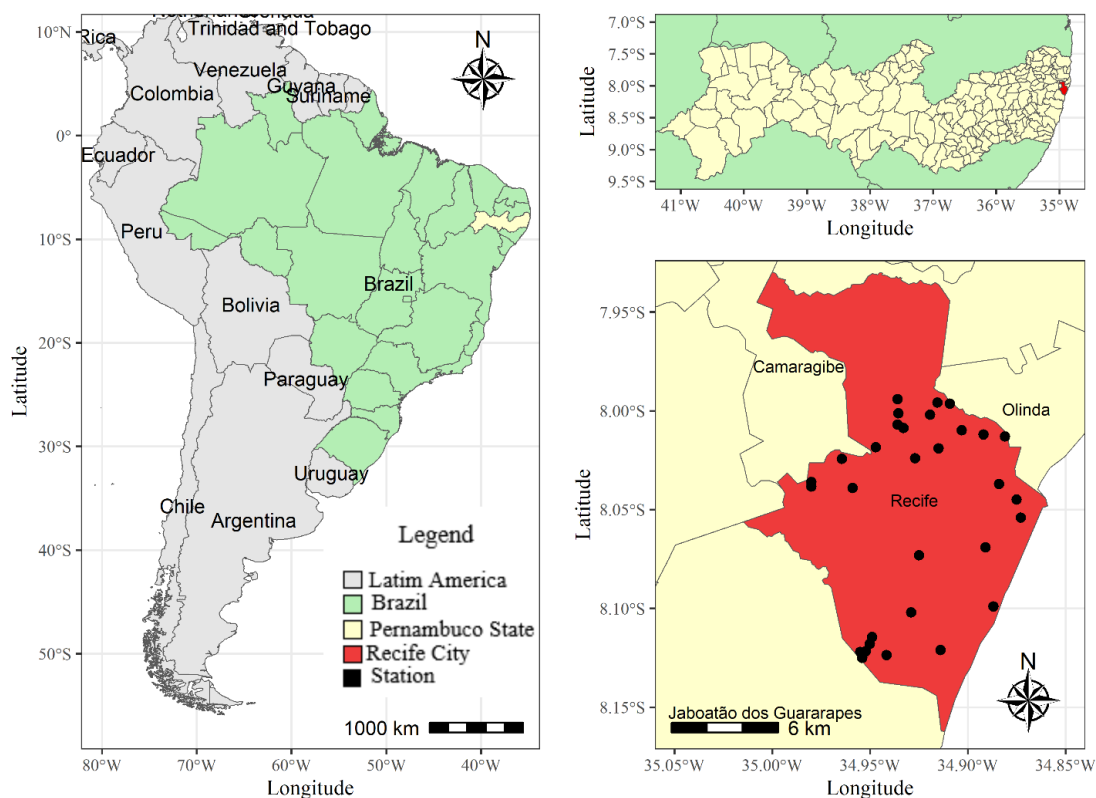 Grenada
Trinidad and Tobago
Rica
Venezuela
Guyana
Colombia
Suriname
Ecuador
Peru
Brazil
Bolivia
Paraguay
Uruguay
Chile
Argentina
N
Legend
Latim America
Brazil
Pernambuco State
Recife City
Station
1000 km
10°N
0°
10°S
20°S
30°S
40°S
50°S
Latitude
80°W 70°W 60°W 50°W 40°W
Longitude
7.0°S
7.5°S
8.0°S
8.5°S
9.0°S
9.5°S
Latitude
41°W 40°W 39°W 38°W 37°W 36°W 35°W
Longitude
7.95°S
8.00°S
8.05°S
8.10°S
8.15°S
Latitude
Camaragibe
Olinda
Recife
N
Jaboatão dos Guararapes
6 km
35.05°W 35.00°W 34.95°W 34.90°W 34.85°W
Longitude